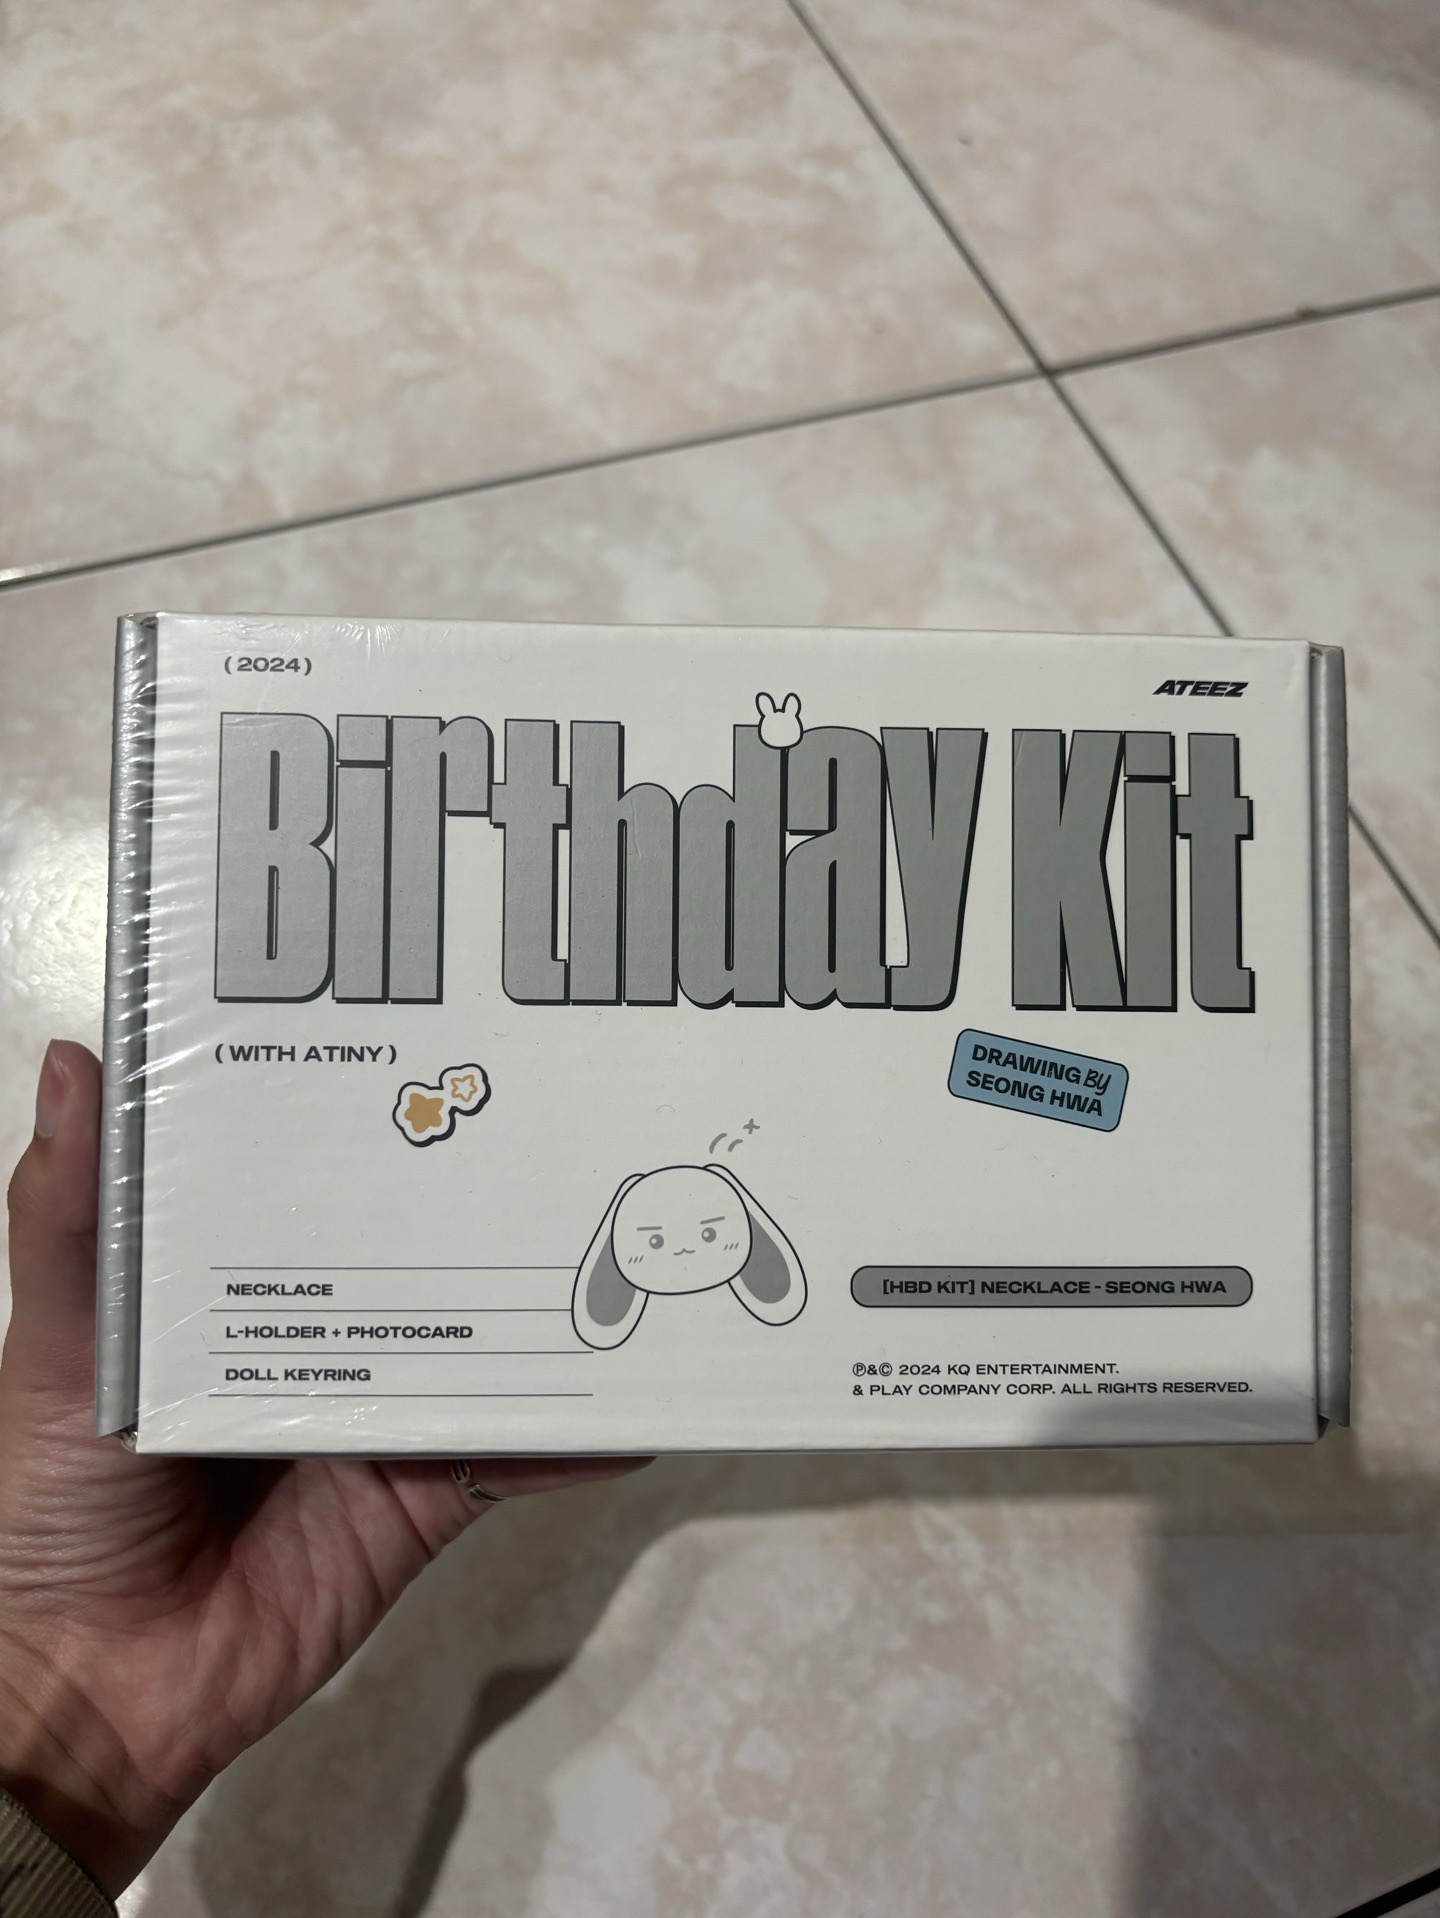 (2024)
ATEEZ
Birthday Kit
(WITH ATINY)
DRAWING BY
SEONG HWA
NECKLACE
L-HOLDER + PHOTOCARD
DOLL KEYRING
[HBD KIT] NECKLACE - SEONG HWA
℗&© 2024 KQ ENTERTAINMENT.
& PLAY COMPANY CORP. ALL RIGHTS RESERVED.